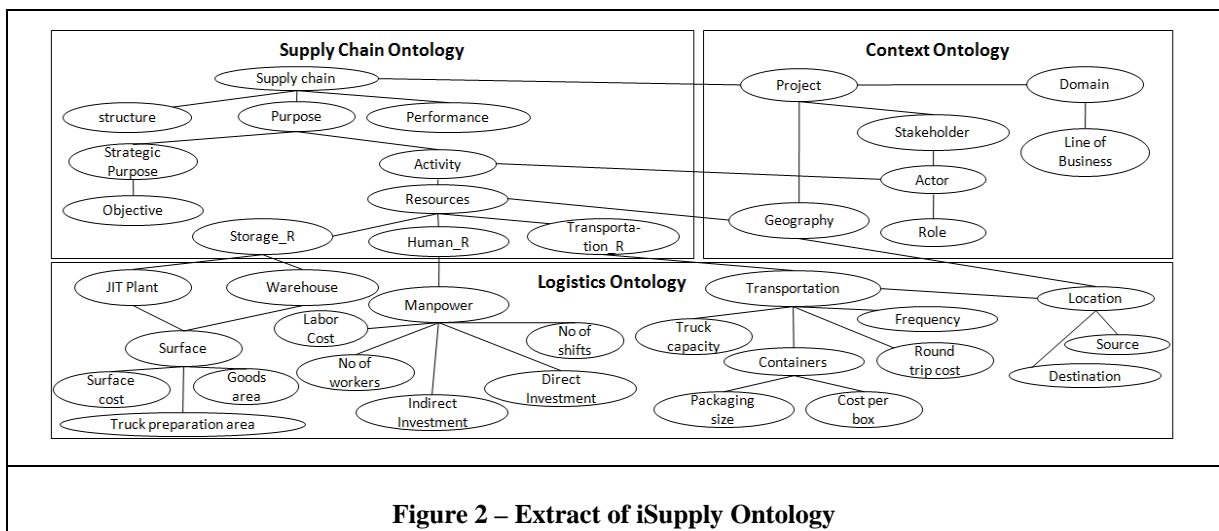 Supply Chain Ontology
Context Ontology
Supply chain
Project
Domain
structure
Purpose
Performance
Stakeholder
Line of
Business
Strategic
Purpose
Activity
Actor
Resources
Objective
Geography
Role
Storage_R
Human_R
Transporta-
tion_R
Logistics Ontology
JIT Plant
Warehouse
Manpower
Transportation
Location
Labor
Cost
No of
shifts
Truck
capacity
Frequency
Source
Surface
No of
workers
Containers
Round
trip cost
Destination
Surface
cost
Goods
area
Indirect
Investment
Direct
Investment
Packaging
size
Cost per
box
Truck preparation area
Figure 2 – Extract of iSupply Ontology